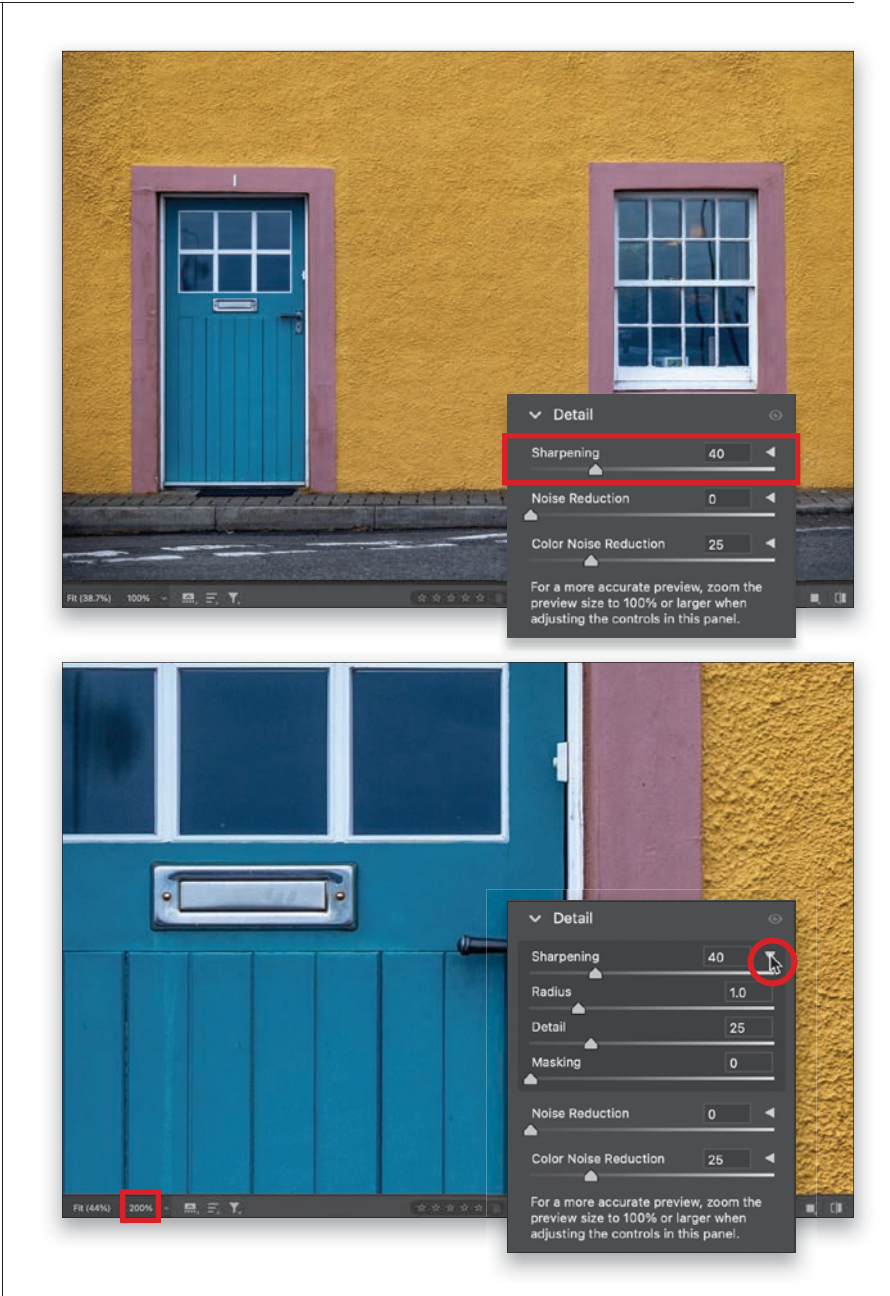 Detail
Sharpening 40
Noise Reduction 0
Color Noise Reduction 25
For a more accurate preview, zoom the
preview size to 100% or larger when
adjusting the controls in this panel.
Fit (38.7%) 100%
Detail
Sharpening 40
Radius 1.0
Detail 25
Masking 0
Noise Reduction 0
Color Noise Reduction 25
For a more accurate preview, zoom the
preview size to 100% or larger when
adjusting the controls in this panel.
Fit (44%) 200%